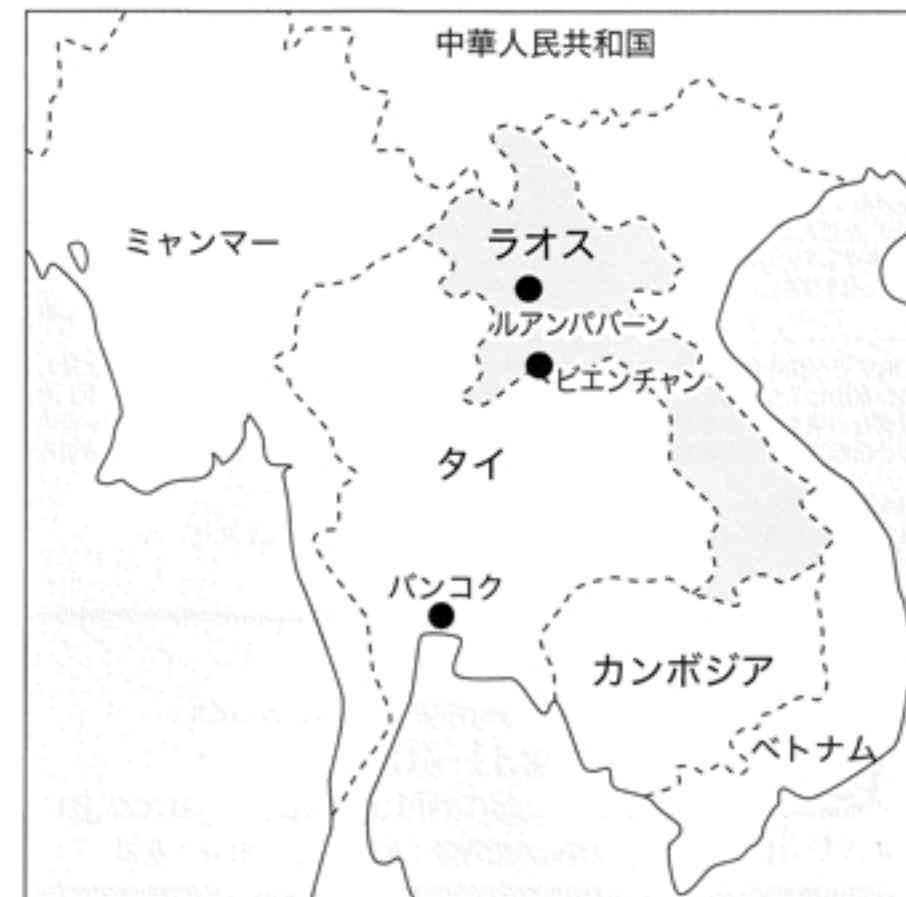 中華人民共和国
ミャンマー
ラオス
ルアンパバーン
ビエンチャン
タイ
バンコク
カンボジア
ベトナム